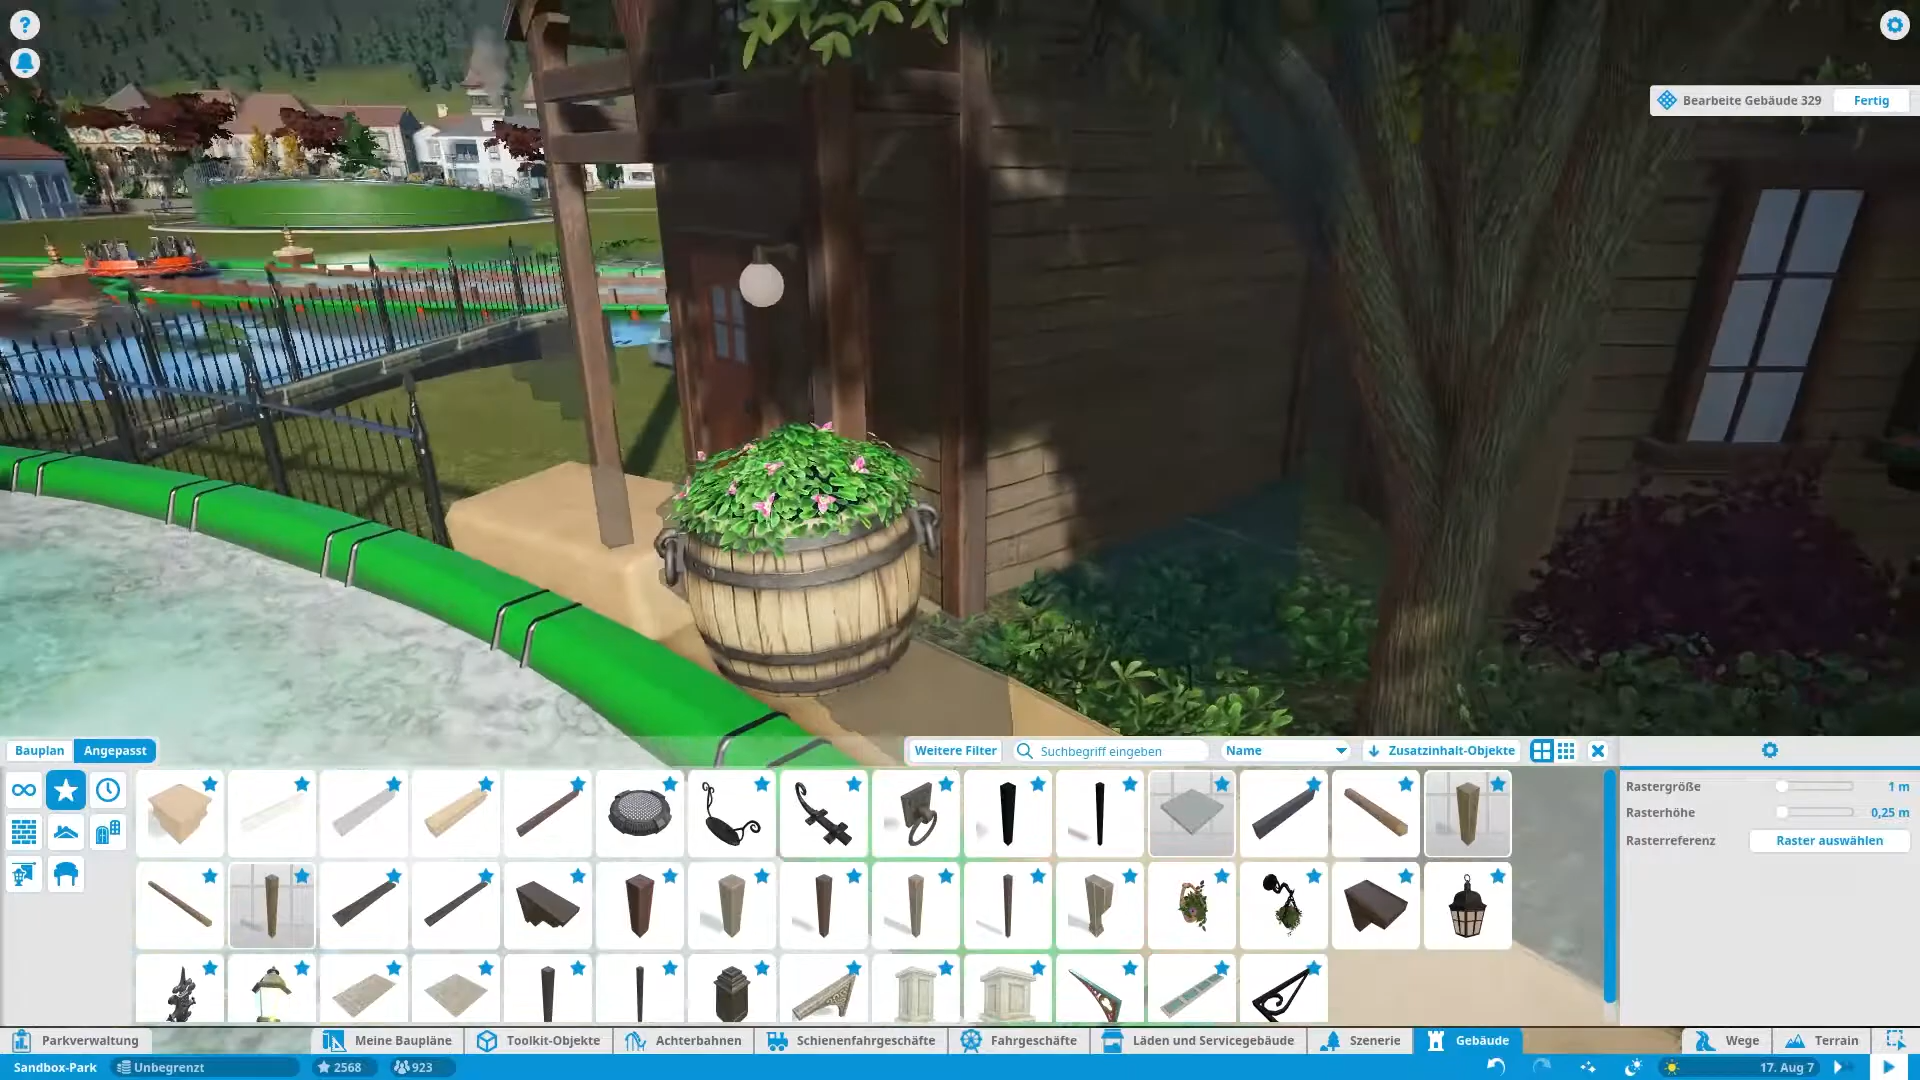 ?
Bearbeite Gebäude 329
Fertig
Bauplan
Angepasst
Weitere Filter
Suchbegriff eingeben
Name
Zusatzinhalt-Objekte
Rastergröße
1 m
Rasterhöhe
0,25 m
Rasterreferenz
Raster auswählen
Parkverwaltung
Meine Baupläne
Toolkit-Objekte
Achterbahnen
Schienenfahrgeschäfte
Fahrgeschäfte
Läden und Servicegebäude
Szenerie
Gebäude
Wege
Terrain
Sandbox-Park
Unbegrenzt
2568
923
17. Aug 7